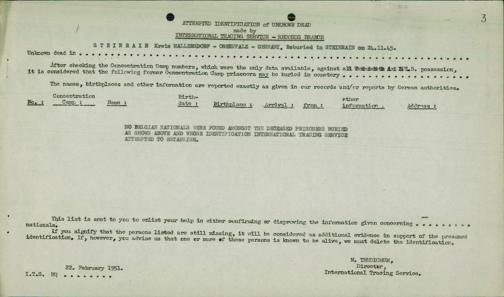 3
ATTEMPTED IDENTIFICATION of UNKNOWN DEAD
made by
INTERNATIONAL TRACING SERVICE - RECORDS BRANCH
STEINRAIN Kreis MALLERSDORF - OBERPFALZ - GERMANY, Reburied in STEINRAIN on 24.11.45.
Unknown dead in
After checking the Concentration Camp numbers, which were the only data available, against all I.T.S. possession,
it is considered that the following former Concentration Camp prisoners may be buried in cemetery
The names, birthplaces and other information are reported exactly as given in our records and/or reports by German authorities.
Concentration Birth- other
No. : Camp : Name : date : Birthplace : Arrival : from : information : Address :
NO BELGIAN NATIONALS WERE FOUND AMONGST THE DECEASED PRISONERS BURIED
AS SHOWN ABOVE AND WHOSE IDENTIFICATION INTERNATIONAL TRACING SERVICE
ATTEMPTED TO ESTABLISH.
This list is sent to you to enlist your help in either confirming or disproving the information given concerning
nationals.
If you signify that the persons listed are still missing, it will be considered as additional evidence in support of the presumed
identification. If, however, you advise us that one or more of these persons is known to be alive, we must delete the identification.
22. February 1951.
I.T.S. HQ
Director,
International Tracing Service.